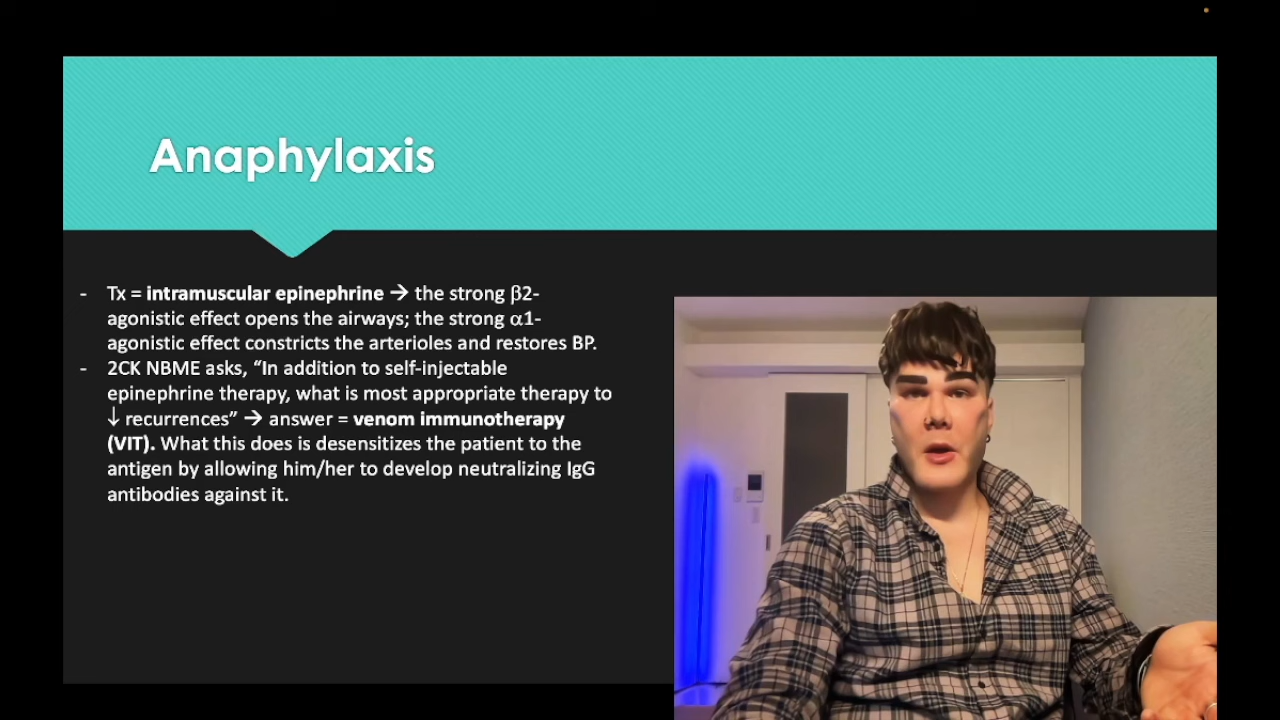 Anaphylaxis
- Tx = intramuscular epinephrine → the strong β2-
agonistic effect opens the airways; the strong α1-
agonistic effect constricts the arterioles and restores BP.
- 2CK NBME asks, “In addition to self-injectable
epinephrine therapy, what is most appropriate therapy to
↓ recurrences” → answer = venom immunotherapy
(VIT). What this does is desensitizes the patient to the
antigen by allowing him/her to develop neutralizing IgG
antibodies against it.